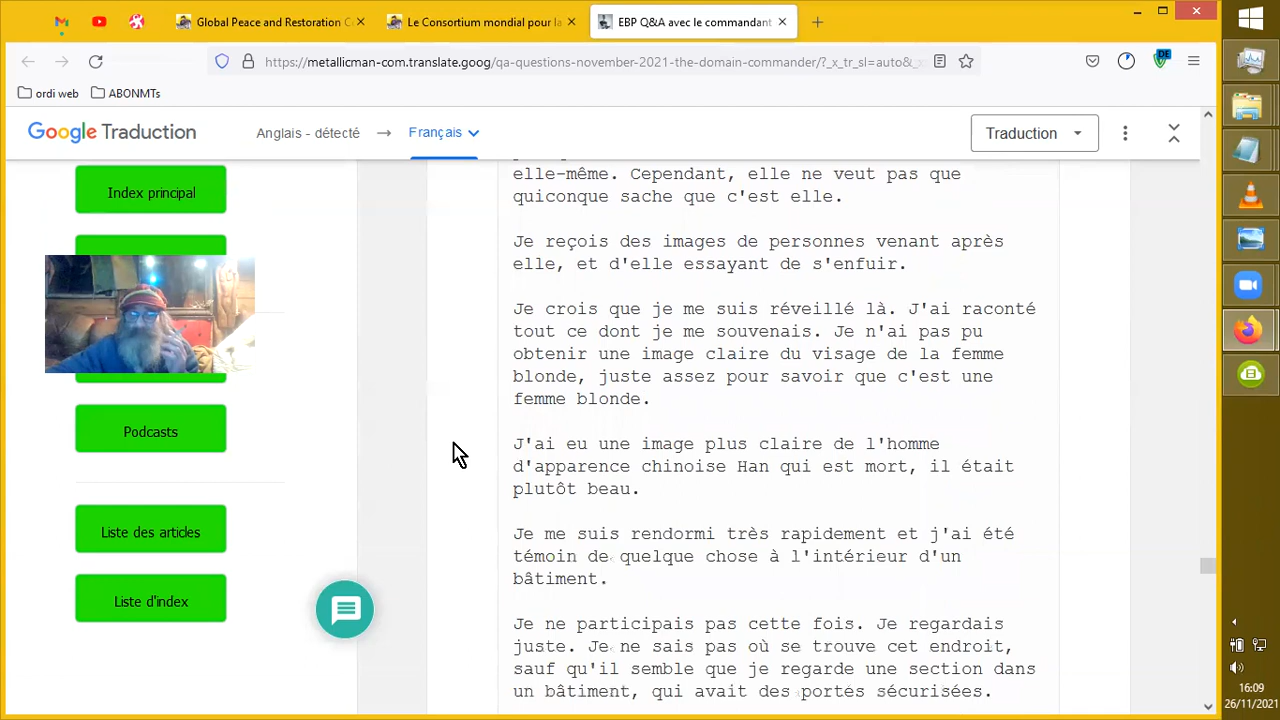 Global Peace and Restoration C
Le Consortium mondial pour la
EBP Q&A avec le commandant
https://metallicman-com.translate.goog/qa-questions-november-2021-the-domain-commander/?_x_tr_sl=auto&_x
DE
ordi web
ABONMTs
Google Traduction
Anglais - détecté
Français
Traduction
Index principal
Podcasts
Liste des articles
Liste d'index
elle-même. Cependant, elle ne veut pas que
quiconque sache que c'est elle.
Je reçois des images de personnes venant après
elle, et d'elle essayant de s'enfuir.
Je crois que je me suis réveillé là. J'ai raconté
tout ce dont je me souvenais. Je n'ai pas pu
obtenir une image claire du visage de la femme
blonde, juste assez pour savoir que c'est une
femme blonde.
J'ai eu une image plus claire de l'homme
d'apparence chinoise Han qui est mort, il était
plutôt beau.
Je me suis rendormi très rapidement et j'ai été
témoin de quelque chose à l'intérieur d'un
bâtiment.
Je ne participais pas cette fois. Je regardais
juste. Je ne sais pas où se trouve cet endroit,
sauf qu'il semble que je regarde une section dans
un bâtiment, qui avait des portes sécurisées.
16:09
26/11/2021